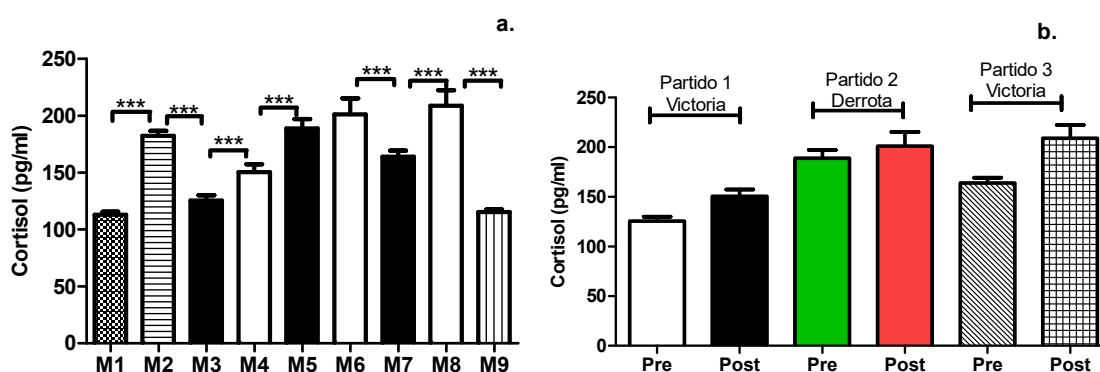 a.
250
200
150
100
50
0
Cortisol (pg/ml)
***
***
***
***
***
***
***
M1 M2 M3 M4 M5 M6 M7 M8 M9
b.
Partido 1
Victoria
Partido 2
Derrota
Partido 3
Victoria
250
200
150
100
50
0
Cortisol (pg/ml)
Pre Post Pre Post Pre Post